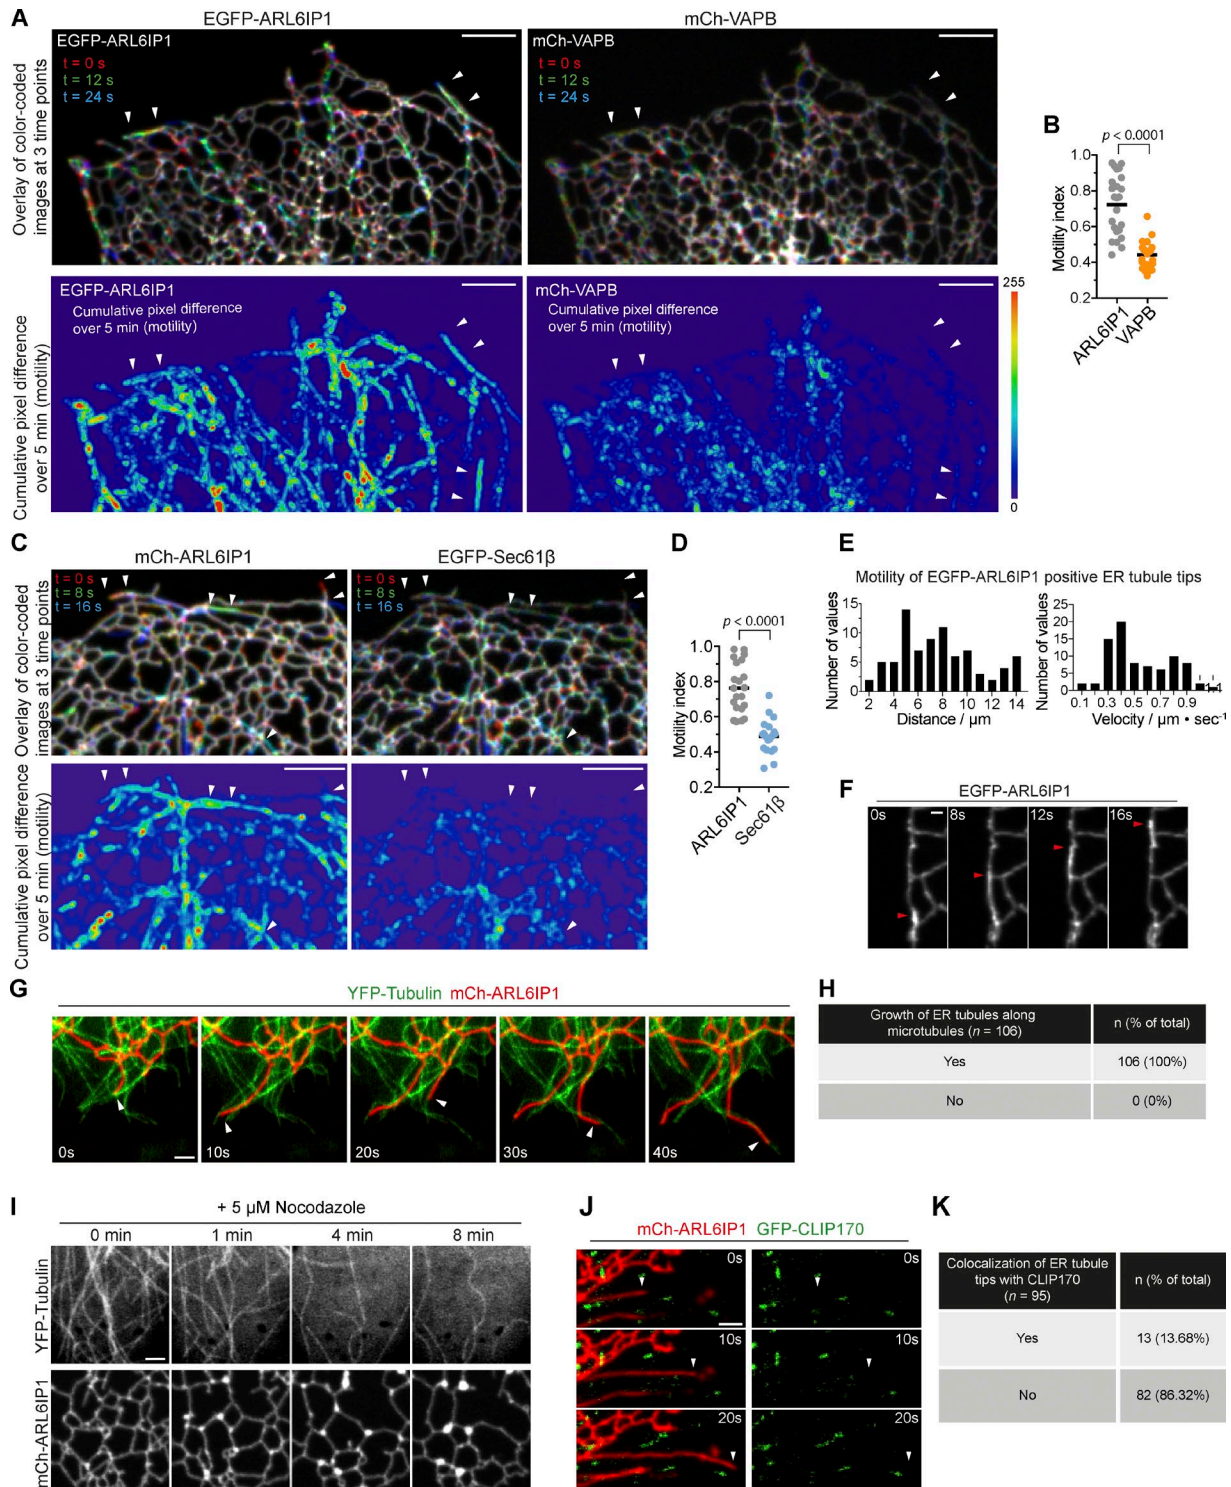 A
EGFP-ARL6IP1
mCh-VAPB
Overlay of color-coded
images at 3 time points
EGFP-ARL6IP1
t = 0 s
t = 12 s
t = 24 s
mCh-VAPB
t = 0 s
t = 12 s
t = 24 s
Cumulative pixel difference
over 5 min (motility)
EGFP-ARL6IP1
Cumulative pixel difference
over 5 min (motility)
mCh-VAPB
Cumulative pixel difference
over 5 min (motility)
255
0
B
p < 0.0001
Motility index
1.0
0.8
0.6
0.4
0.2
ARL6IP1
VAPB
C
mCh-ARL6IP1
EGFP-Sec61β
Overlay of color-coded
images at 3 time points
t = 0 s
t = 8 s
t = 16 s
t = 0 s
t = 8 s
t = 16 s
Cumulative pixel difference
over 5 min (motility)
D
p < 0.0001
Motility index
1.0
0.8
0.6
0.4
0.2
ARL6IP1
Sec61β
E
Motility of EGFP-ARL6IP1 positive ER tubule tips
Number of values
15
10
5
0
2 4 6 8 10 12 14
Distance / µm
Number of values
25
20
15
10
5
0
0.1 0.3 0.5 0.7 0.9
Velocity / µm • sec⁻¹
F
EGFP-ARL6IP1
0s 8s 12s 16s
G
YFP-Tubulin mCh-ARL6IP1
0s 10s 20s 30s 40s
H
Growth of ER tubules along
microtubules (n = 106)
n (% of total)
Yes 106 (100%)
No 0 (0%)
I
+ 5 µM Nocodazole
0 min 1 min 4 min 8 min
YFP-Tubulin
mCh-ARL6IP1
J
mCh-ARL6IP1 GFP-CLIP170
0s 0s
10s 10s
20s 20s
K
Colocalization of ER tubule
tips with CLIP170
(n = 95)
n (% of total)
Yes 13 (13.68%)
No 82 (86.32%)